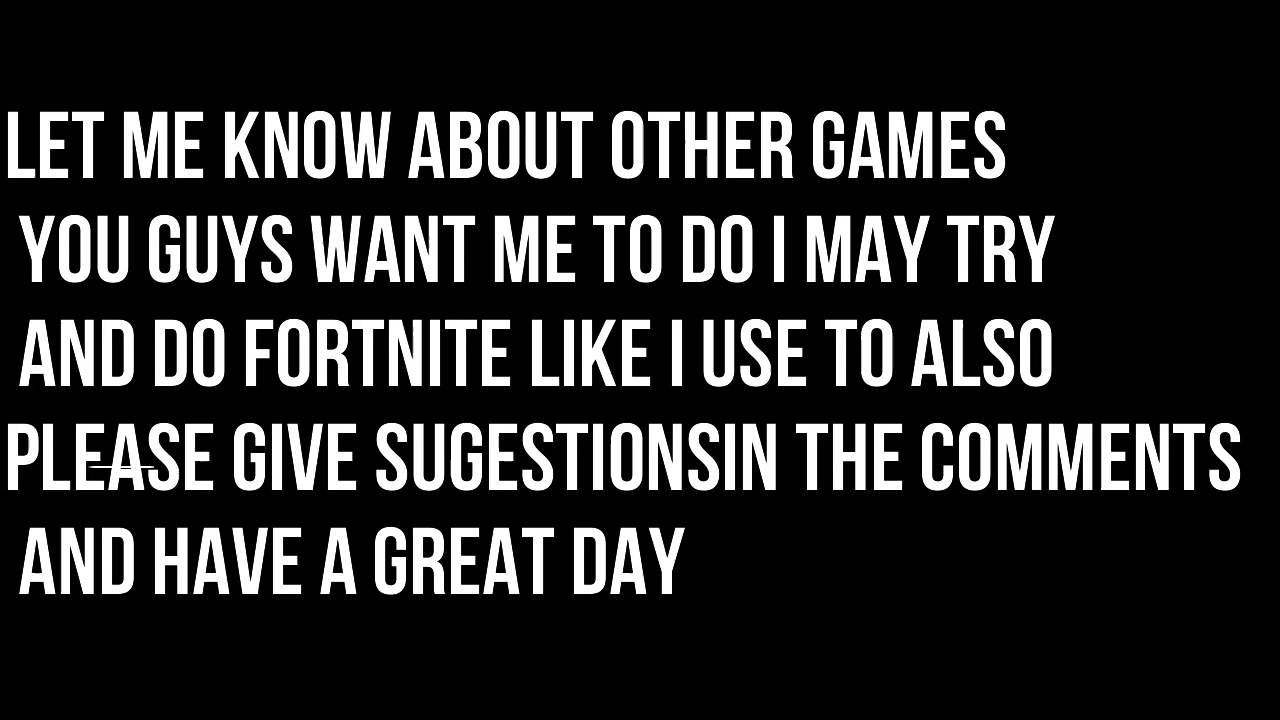 LET ME KNOW ABOUT OTHER GAMES
YOU GUYS WANT ME TO DO I MAY TRY
AND DO FORTNITE LIKE I USE TO ALSO
PLEASE GIVE SUGESTIONSIN THE COMMENTS
AND HAVE A GREAT DAY